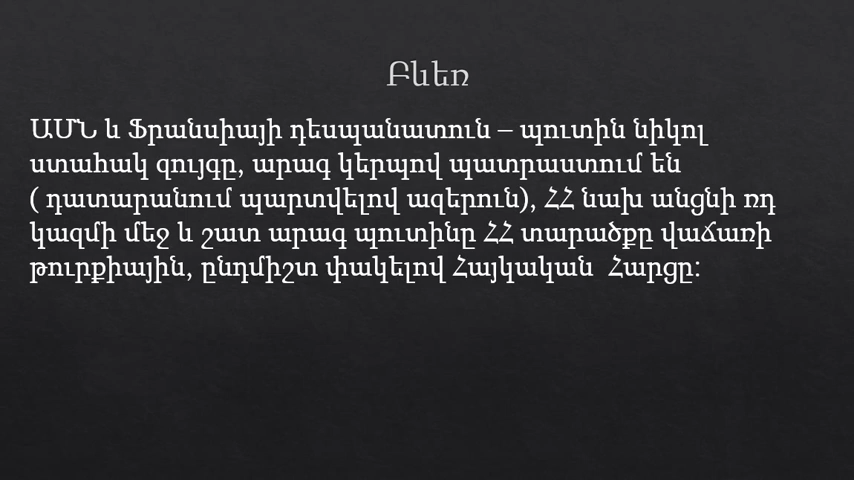 Բևեռ
ԱՄՆ և Ֆրանսիայի դեսպանատուն – պուտին նիկոլ
ստահակ զույգը, արագ կերպով պատրաստում են
( դատարանում պարտվելով ազերուն), ՀՀ նախ անցնի ռդ
կազմի մեջ և շատ արագ պուտինը ՀՀ տարածքը վաճառի
թուրքիային, ընդմիշտ փակելով Հայկական  Հարցը: